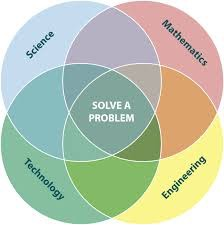 Science
Mathematics
SOLVE A
PROBLEM
Technology
Engineering